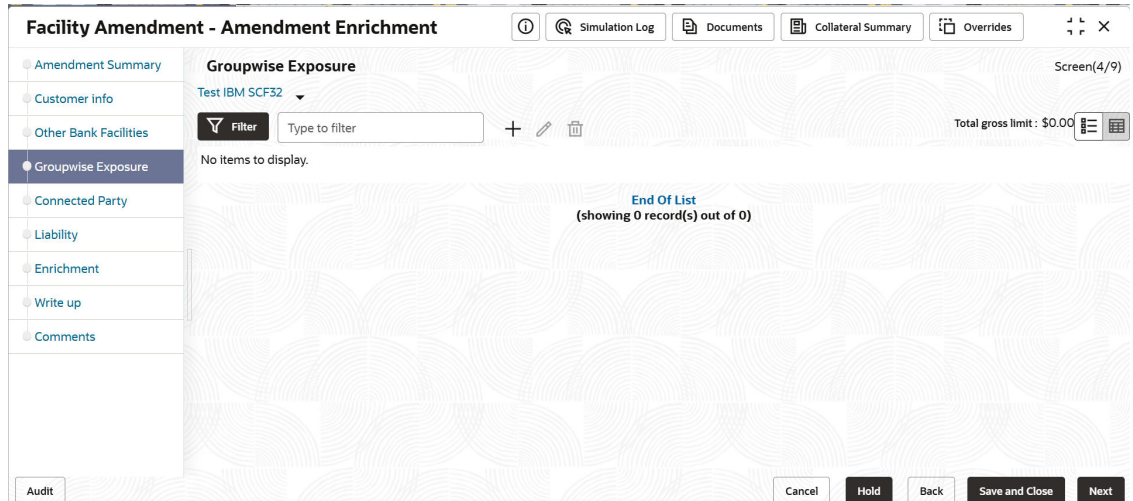 Facility Amendment - Amendment Enrichment
Simulation Log
Documents
Collateral Summary
Overrides
Amendment Summary
Customer info
Other Bank Facilities
Groupwise Exposure
Connected Party
Liability
Enrichment
Write up
Comments
Groupwise Exposure
Screen(4/9)
Test IBM SCF32
Filter
Type to filter
Total gross limit : $0.00
No items to display.
End Of List
(showing 0 record(s) out of 0)
Audit
Cancel
Hold
Back
Save and Close
Next